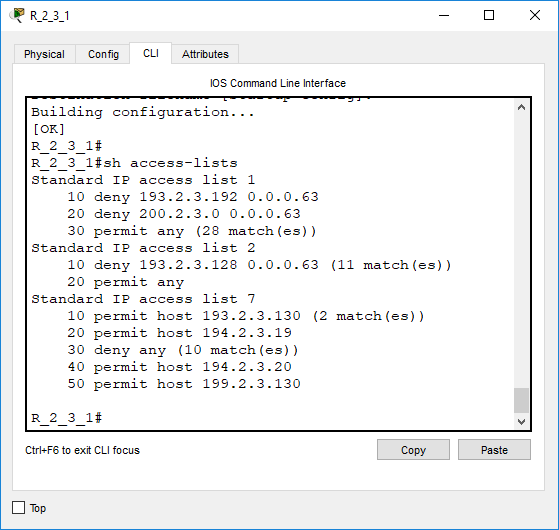 R_2_3_1
Physical Config CLI Attributes
IOS Command Line Interface
Building configuration...
[OK]
R_2_3_1#
R_2_3_1#sh access-lists
Standard IP access list 1
    10 deny 193.2.3.192 0.0.0.63
    20 deny 200.2.3.0 0.0.0.63
    30 permit any (28 match(es))
Standard IP access list 2
    10 deny 193.2.3.128 0.0.0.63 (11 match(es))
    20 permit any
Standard IP access list 7
    10 permit host 193.2.3.130 (2 match(es))
    20 permit host 194.2.3.19
    30 deny any (10 match(es))
    40 permit host 194.2.3.20
    50 permit host 199.2.3.130
R_2_3_1#
Ctrl+F6 to exit CLI focus Copy Paste
Top